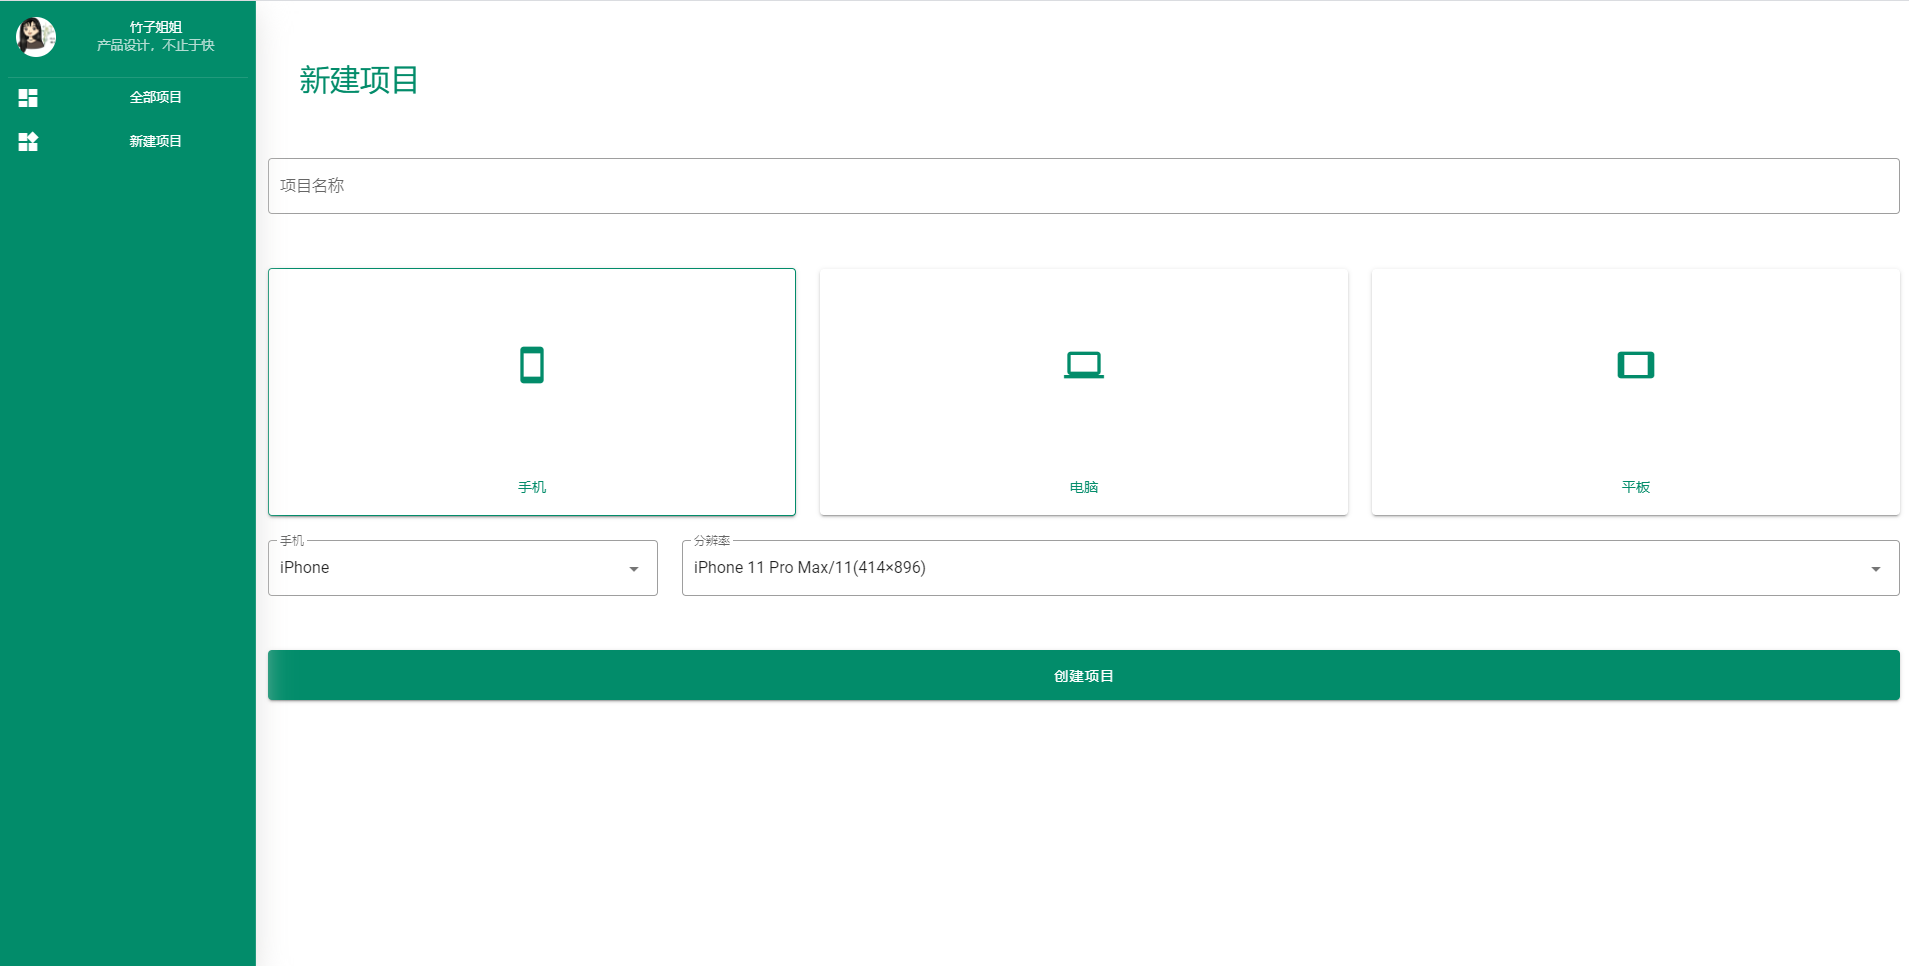 竹子姐姐
产品设计，不止于快
全部项目
新建项目
新建项目
项目名称
手机
电脑
平板
手机
iPhone
分辨率
iPhone 11 Pro Max/11(414×896)
创建项目